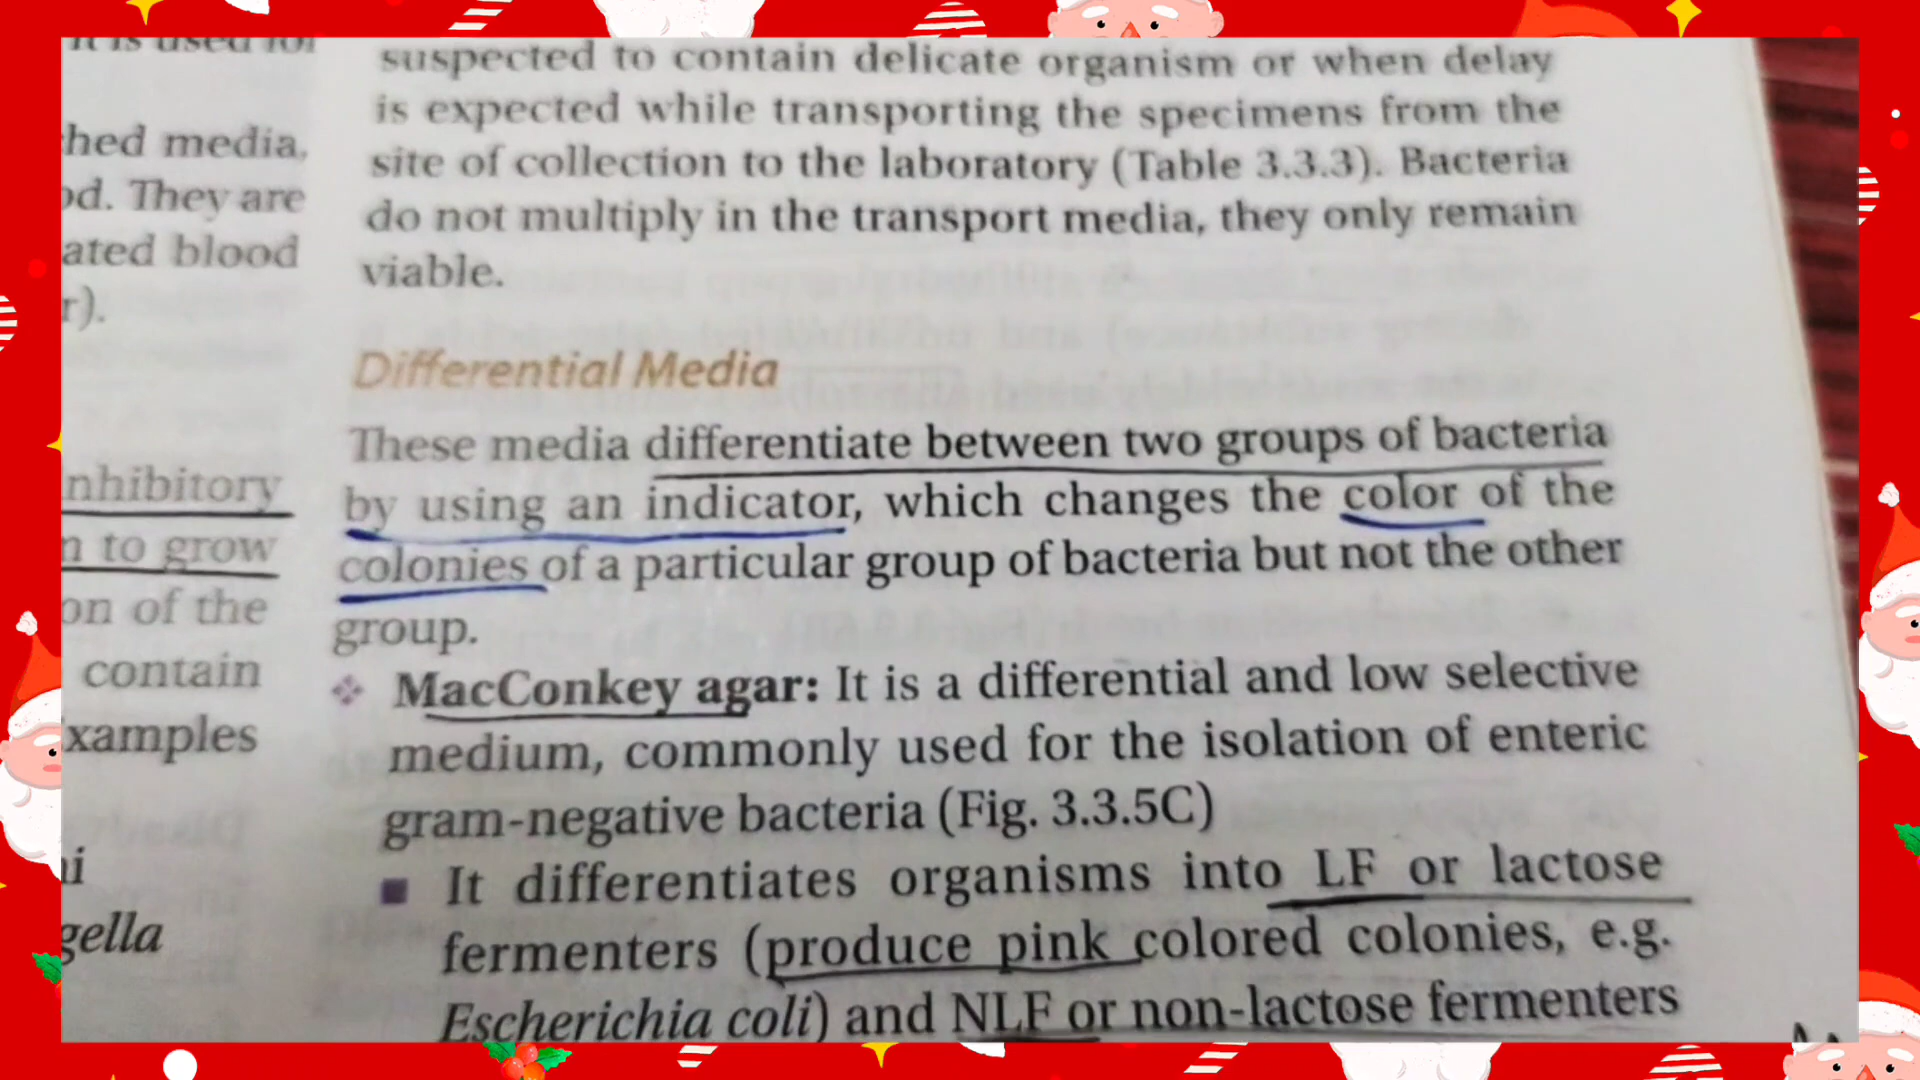 it is used for
hed media,
od. They are
ated blood
r).
nhibitory
n to grow
on of the
contain
xamples
ni
gella
suspected to contain delicate organism or when delay
is expected while transporting the specimens from the
site of collection to the laboratory (Table 3.3.3). Bacteria
do not multiply in the transport media, they only remain
viable.
Differential Media
These media differentiate between two groups of bacteria
by using an indicator, which changes the color of the
colonies of a particular group of bacteria but not the other
group.
MacConkey agar: It is a differential and low selective
medium, commonly used for the isolation of enteric
gram-negative bacteria (Fig. 3.3.5C)
It differentiates organisms into LF or lactose
fermenters (produce pink colored colonies, e.g.
Escherichia coli) and NLF or non-lactose fermenters